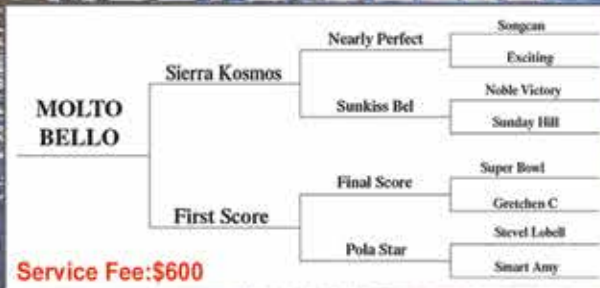 Songcan
Nearly Perfect
Exciting
Sierra Kosmos
Noble Victory
Sunkiss Bel
Sunday Hill
MOLTO
BELLO
Super Bowl
Final Score
Gretchen C
First Score
Stevel Lobell
Pola Star
Smart Amy
Service Fee:$600